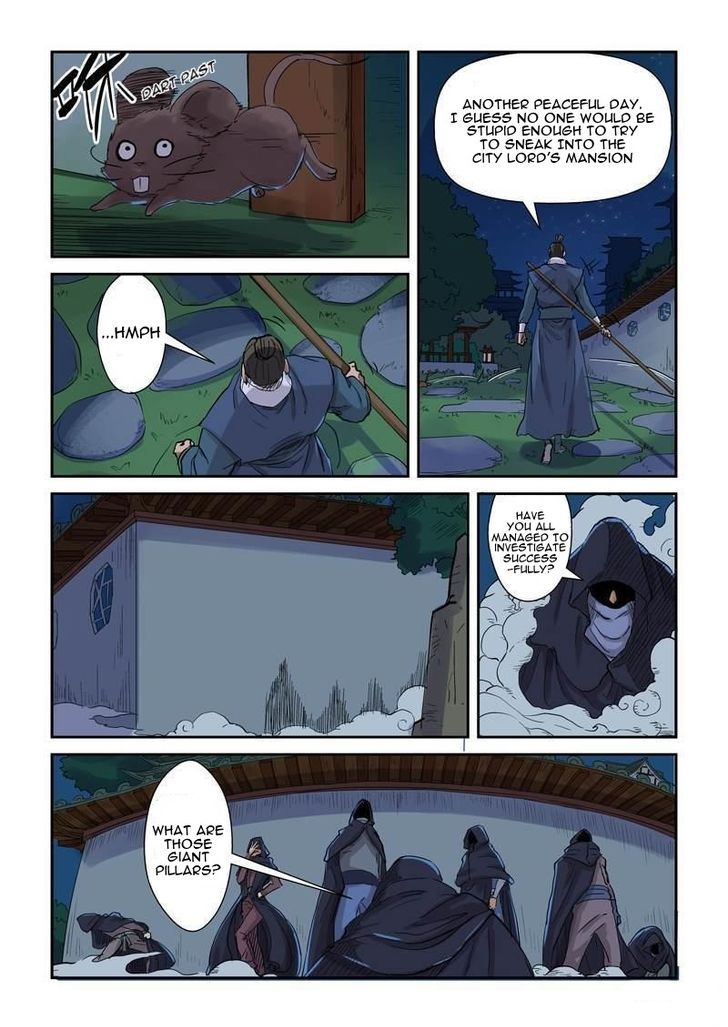 DART PAST
ANOTHER PEACEFUL DAY.
I GUESS NO ONE WOULD BE
STUPID ENOUGH TO TRY
TO SNEAK INTO THE
CITY LORD'S MANSION
...HMPH
HAVE
YOU ALL
MANAGED TO
INVESTIGATE
SUCCESS
-FULLY?
WHAT ARE
THOSE
GIANT
PILLARS?